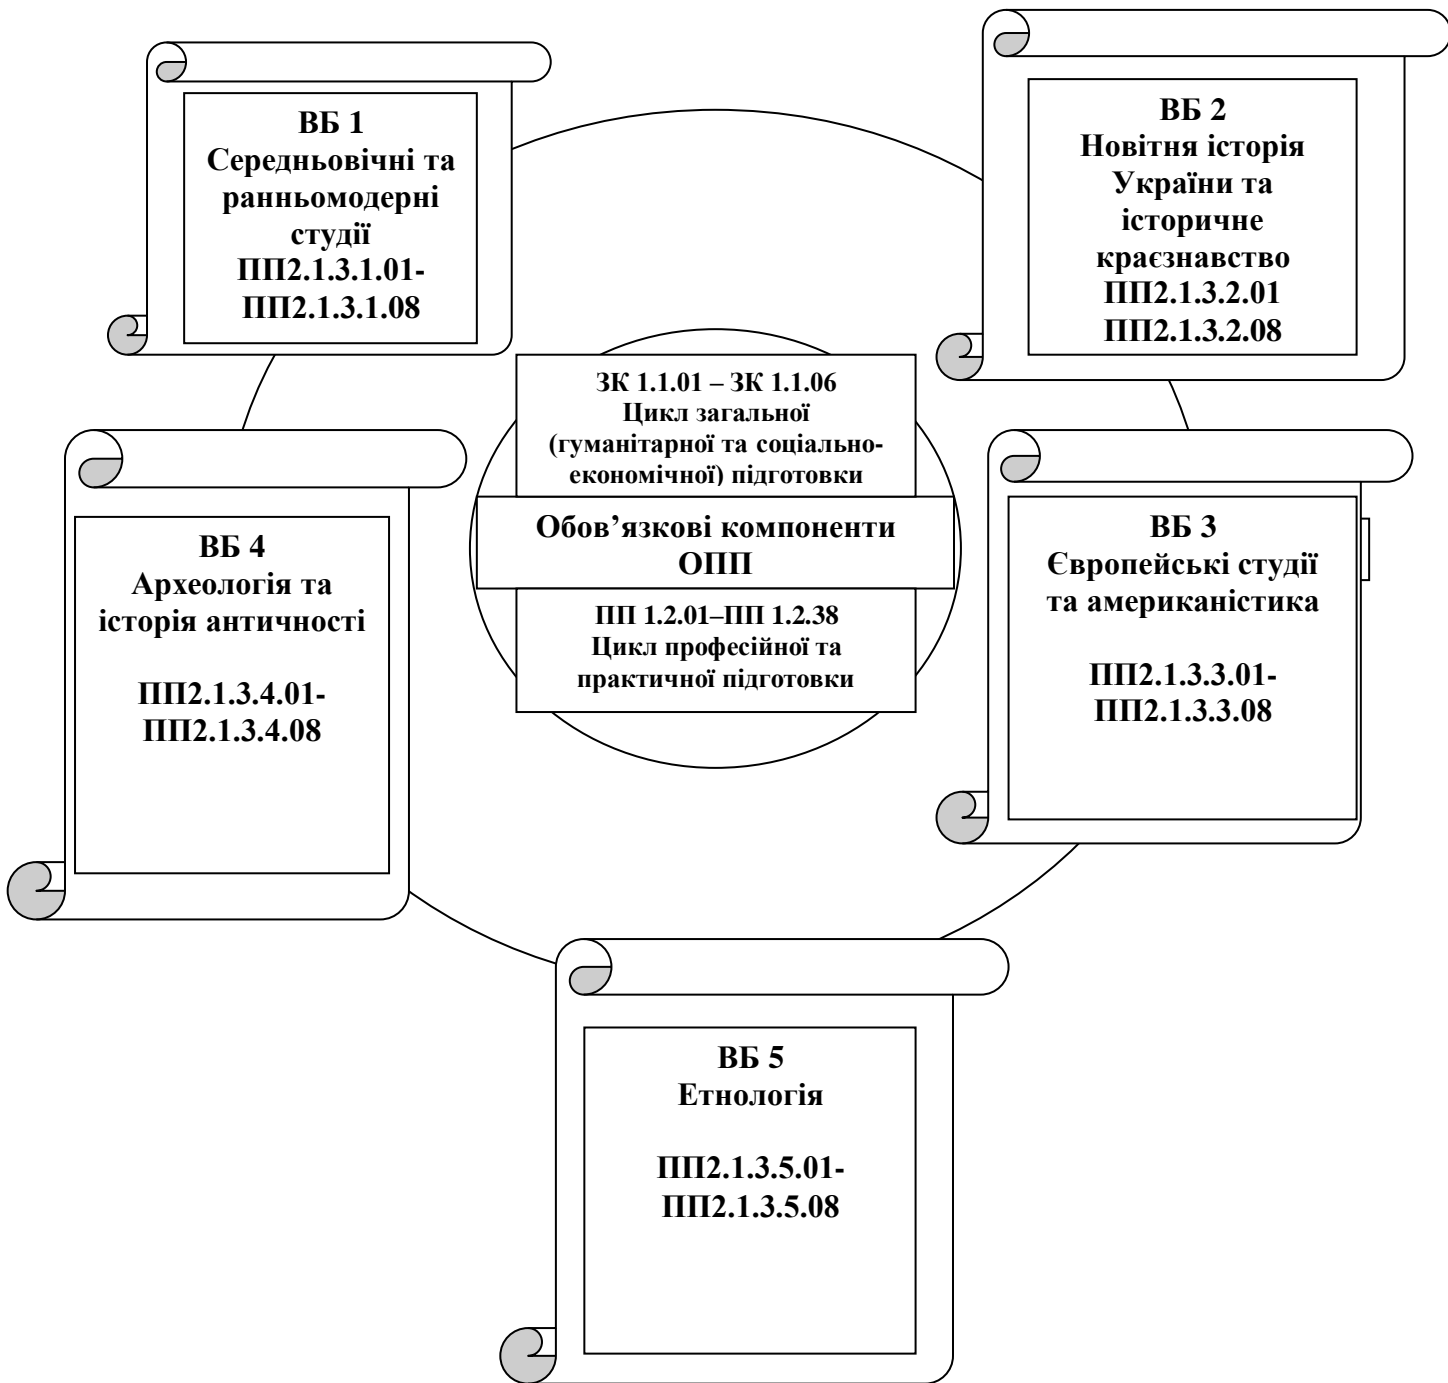 ВБ 1
Середньовічні та
ранньомодерні
студії
ПП2.1.3.1.01-
ПП2.1.3.1.08
ВБ 2
Новітня історія
України та
історичне
краєзнавство
ПП2.1.3.2.01
ПП2.1.3.2.08
ЗК 1.1.01 – ЗК 1.1.06
Цикл загальної
(гуманітарної та соціально-
економічної) підготовки
Обов’язкові компоненти
ОПП
ПП 1.2.01–ПП 1.2.38
Цикл професійної та
практичної підготовки
ВБ 4
Археологія та
історія античності
ПП2.1.3.4.01-
ПП2.1.3.4.08
ВБ 3
Європейські студії
та американістика
ПП2.1.3.3.01-
ПП2.1.3.3.08
ВБ 5
Етнологія
ПП2.1.3.5.01-
ПП2.1.3.5.08